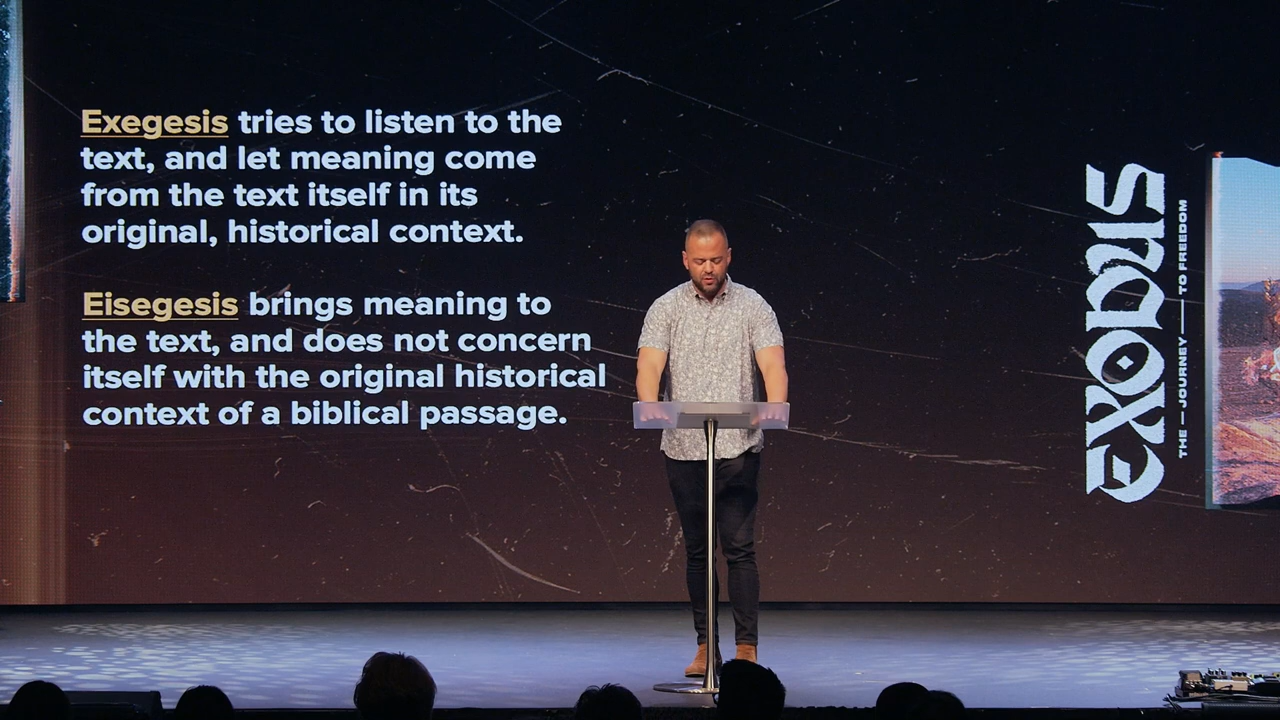 Exegesis tries to listen to the
text, and let meaning come
from the text itself in its
original, historical context.
Eisegesis brings meaning to
the text, and does not concern
itself with the original historical
context of a biblical passage.
EXODUS
THE — JOURNEY — TO FREEDOM